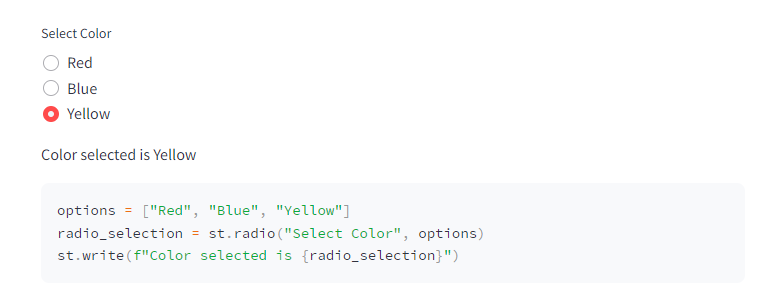 Select Color
Red
Blue
Yellow
Color selected is Yellow
options = ["Red", "Blue", "Yellow"]
radio_selection = st.radio("Select Color", options)
st.write(f"Color selected is {radio_selection}")